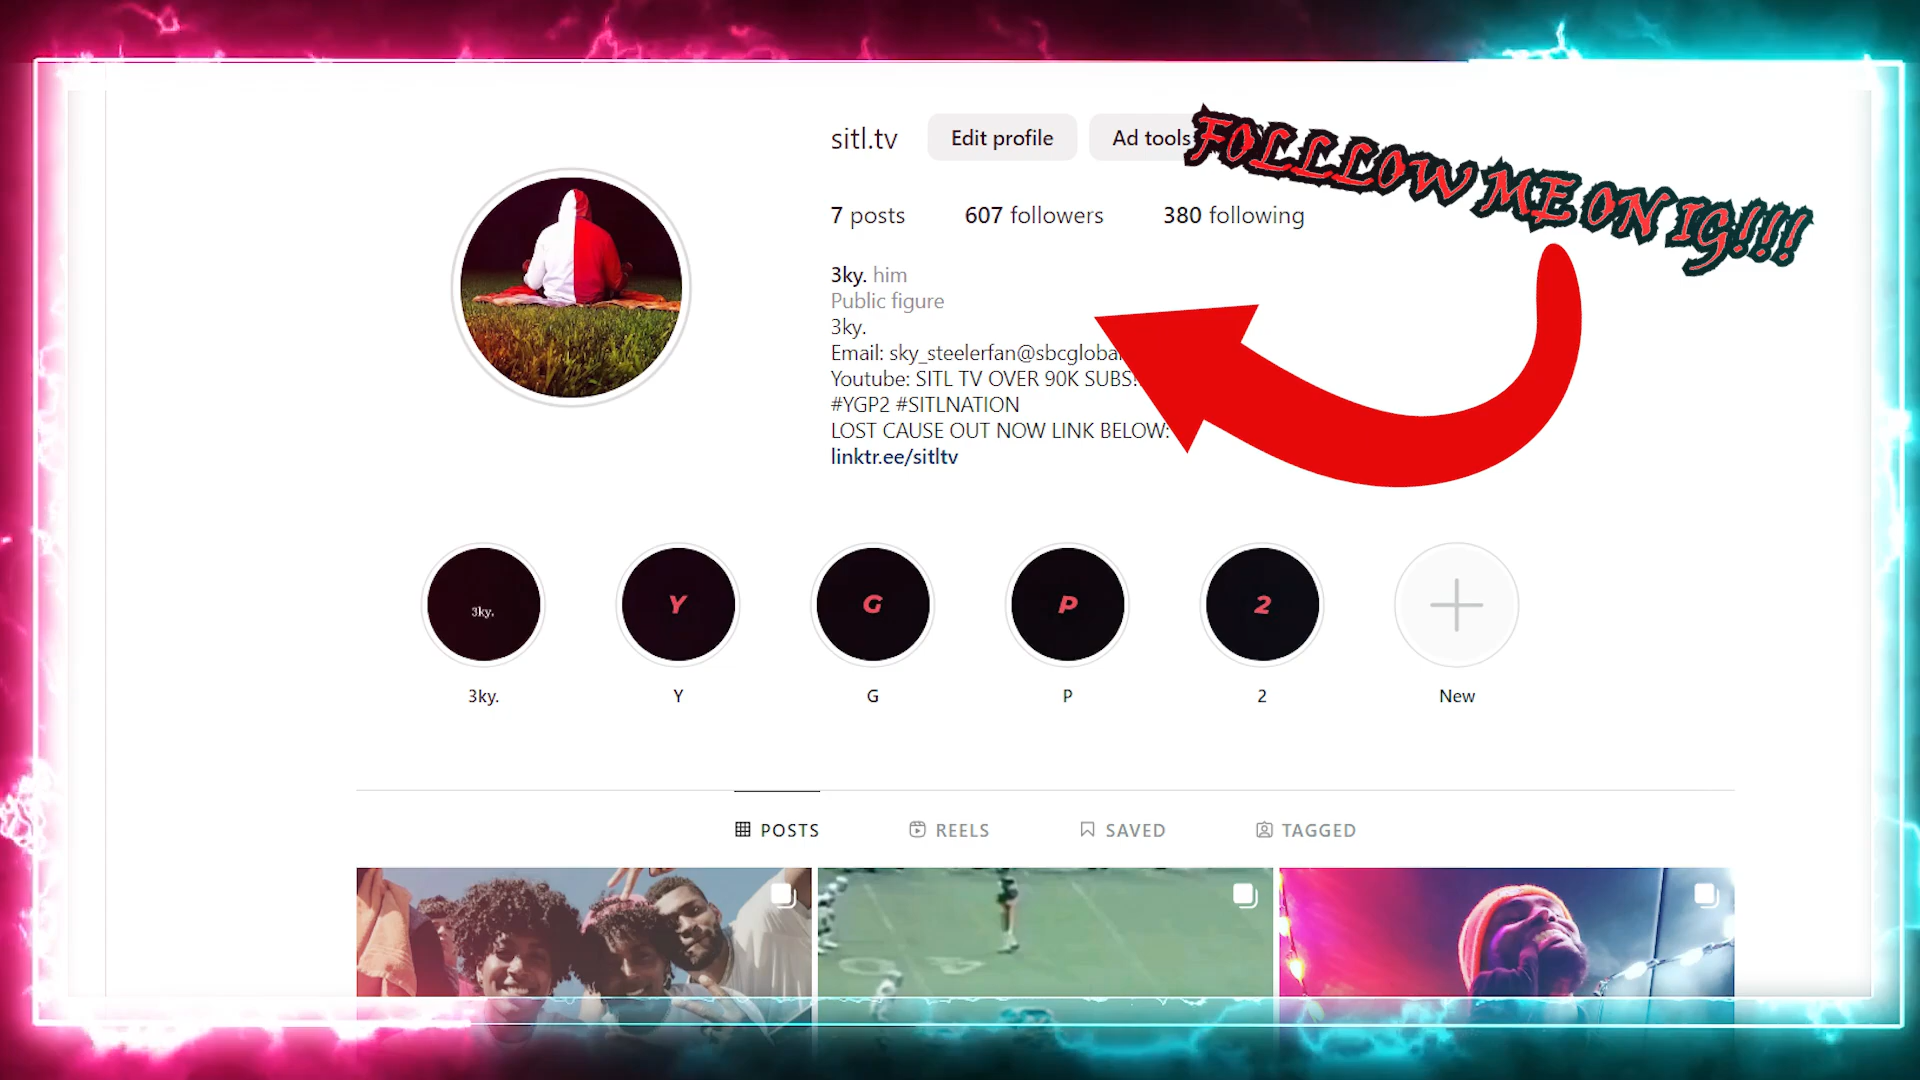 sitl.tv Edit profile Ad tools
FOLLLOW ME ON IG!!!!
7 posts 607 followers 380 following
3ky. him
Public figure
3ky.
Email: sky_steelerfan@sbcglobal
Youtube: SITL TV OVER 90K SUBS!
#YGP2 #SITLNATION
LOST CAUSE OUT NOW LINK BELOW:
linktr.ee/sitltv
3ky. Y G P 2
3ky. Y G P 2 New
POSTS REELS SAVED TAGGED